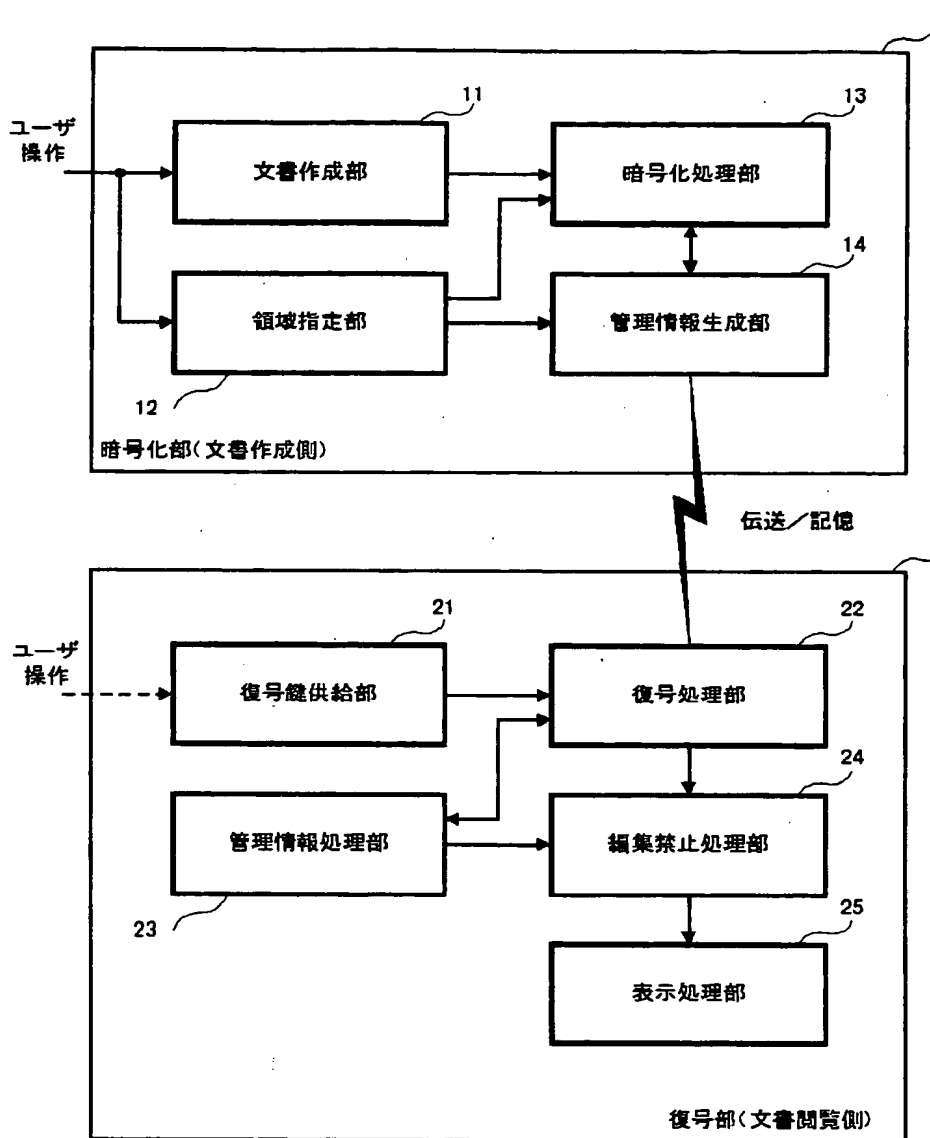 11
13
ユーザ
操作
文書作成部
暗号化処理部
14
領域指定部
管理情報生成部
12
暗号化部(文書作成側)
伝送/記憶
21
22
ユーザ
操作
復号鍵供給部
復号処理部
24
管理情報処理部
編集禁止処理部
23
25
表示処理部
復号部(文書閲覧側)